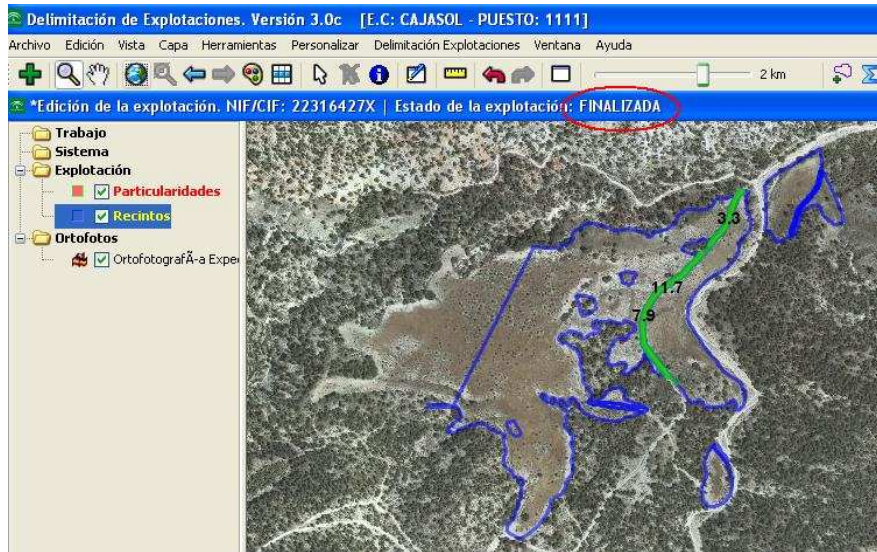 Delimitación de Explotaciones. Versión 3.0c [E.C: CAJASOL - PUESTO: 1111]
Archivo Edición Vista Capa Herramientas Personalizar Delimitación Explotaciones Ventana Ayuda
2 km
*Edición de la explotación. NIF/CIF: 22316427X | Estado de la explotación: FINALIZADA
Trabajo
Sistema
Explotación
Particularidades
Recintos
Ortofotos
OrtofotografÃ-a Expe
3.3
11.7
7.9